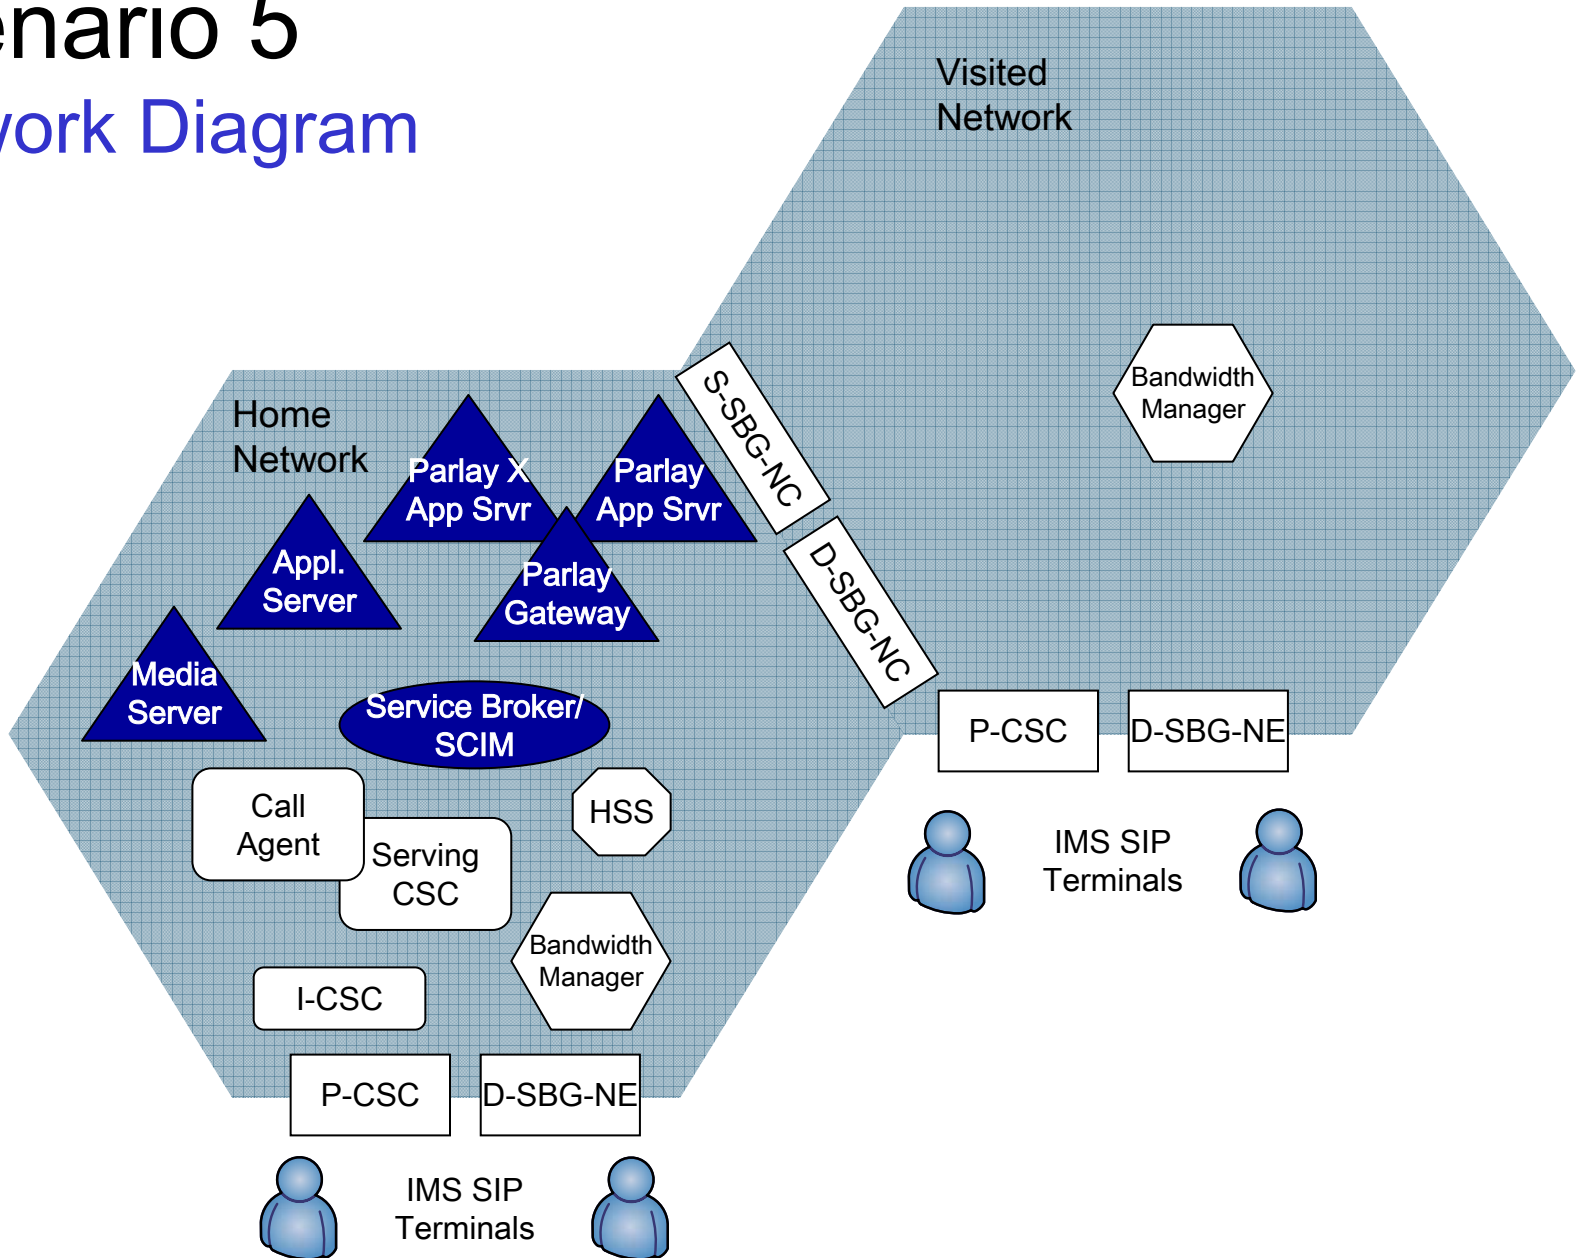 enario 5
work Diagram
Visited
Network
Bandwidth
Manager
Home
Network
Parlay X
App Srvr
Parlay
App Srvr
S-SBG-NC
D-SBG-NC
Appl.
Server
Parlay
Gateway
Media
Server
Service Broker/
SCIM
P-CSC
D-SBG-NE
Call
Agent
Serving
CSC
HSS
IMS SIP
Terminals
Bandwidth
Manager
I-CSC
P-CSC
D-SBG-NE
IMS SIP
Terminals